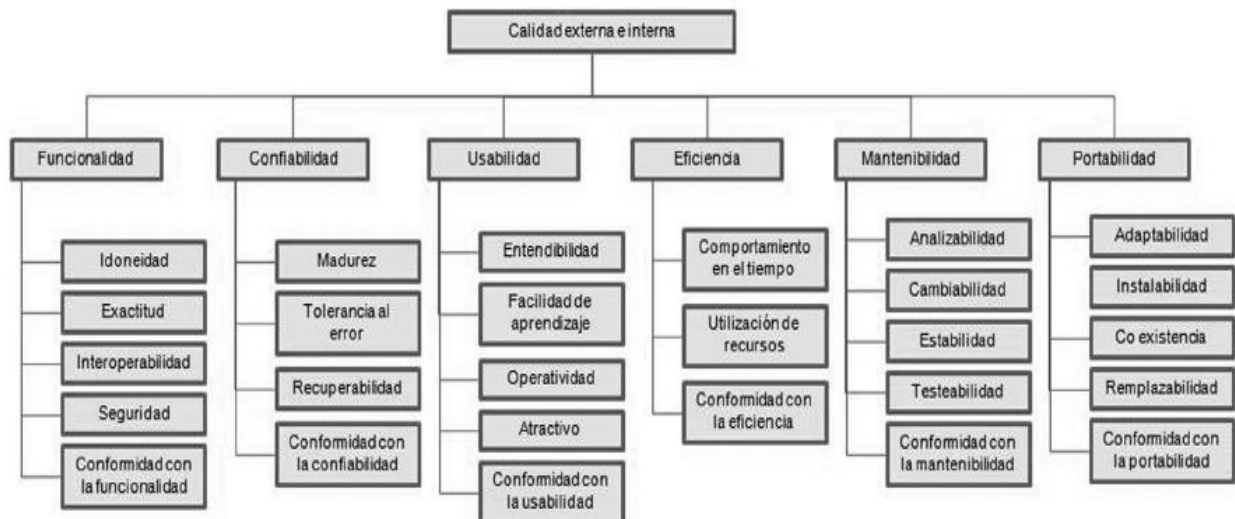 Calidad externa e interna
Funcionalidad
Confiabilidad
Usabilidad
Eficiencia
Mantenibilidad
Portabilidad
Idoneidad
Exactitud
Interoperabilidad
Seguridad
Conformidad con
la funcionalidad
Madurez
Tolerancia al
error
Recuperabilidad
Conformidad con
la confiabilidad
Entendibilidad
Facilidad de
aprendizaje
Operatividad
Atractivo
Conformidad con
la usabilidad
Comportamiento
en el tiempo
Utilización de
recursos
Conformidad con
la eficiencia
Analizabilidad
Cambiabilidad
Estabilidad
Testeabilidad
Conformidad con
la mantenibilidad
Adaptabilidad
Instalabilidad
Co existencia
Remplazabilidad
Conformidad con
la portabilidad